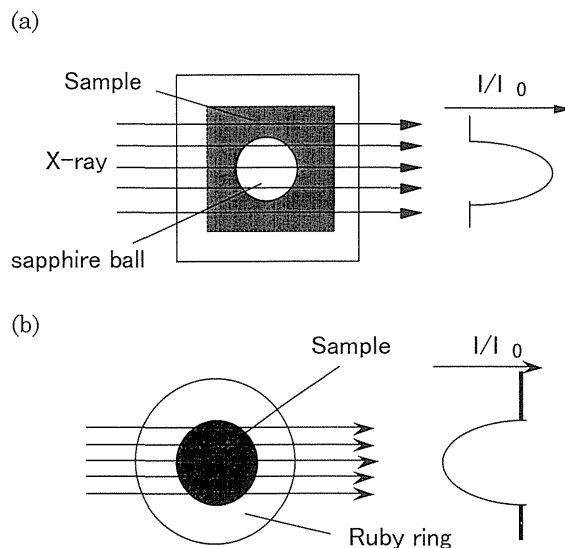 (a)
Sample
I/I 0
X-ray
sapphire ball
(b)
Sample
I/I 0
Ruby ring